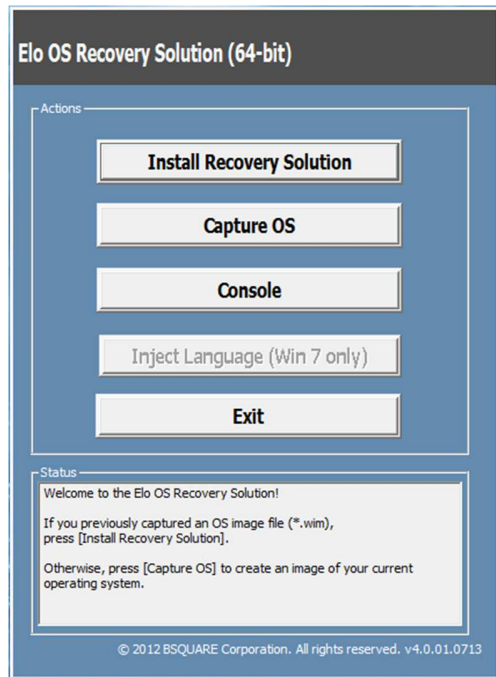 Elo OS Recovery Solution (64-bit)
Actions
Install Recovery Solution
Capture OS
Console
Inject Language (Win 7 only)
Exit
Status
Welcome to the Elo OS Recovery Solution!
If you previously captured an OS image file (*.wim),
press [Install Recovery Solution].
Otherwise, press [Capture OS] to create an image of your current
operating system.
© 2012 BSQUARE Corporation. All rights reserved. v4.0.01.0713